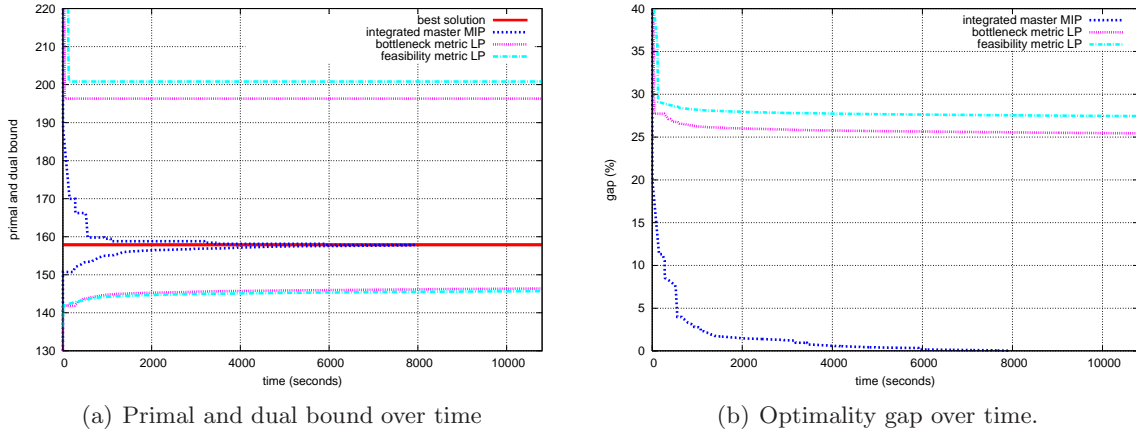 220
210
200
190
180
170
160
150
140
130
primal and dual bound
best solution
integrated master MIP
bottleneck metric LP
feasibility metric LP
0 2000 4000 6000 8000 10000
time (seconds)
(a) Primal and dual bound over time
40
35
30
25
20
15
10
5
0
gap (%)
integrated master MIP
bottleneck metric LP
feasibility metric LP
0 2000 4000 6000 8000 10000
time (seconds)
(b) Optimality gap over time.